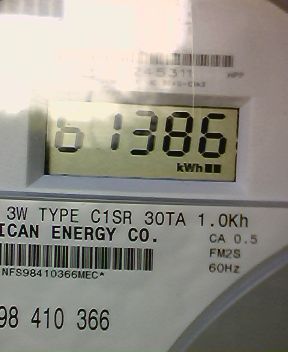 61386
kWh
3W TYPE C1SR 30TA 1.0Kh
ICAN ENERGY CO.
CA 0.5
FM2S
NFS98410366MEC*
60Hz
98 410 366